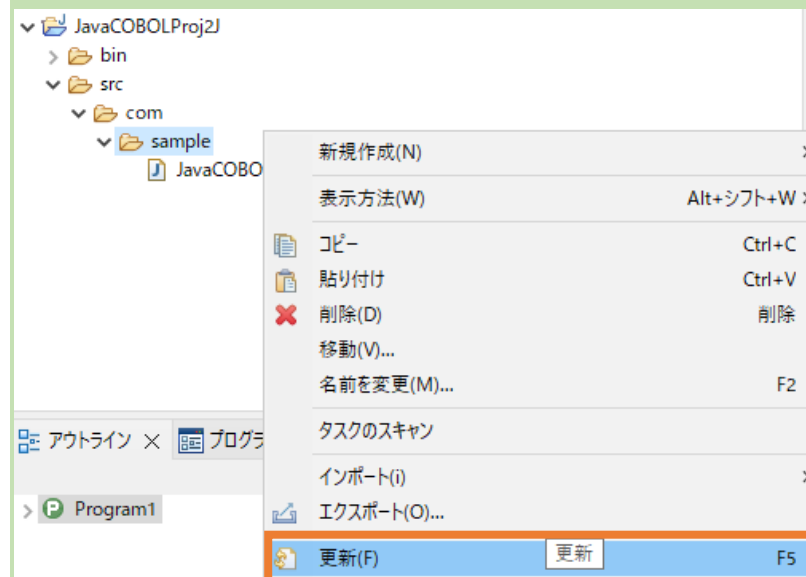 JavaCOBOLProj2J
bin
src
com
sample
JavaCOBO
新規作成(N)
表示方法(W) Alt+シフト+W
コピー Ctrl+C
貼り付け Ctrl+V
削除(D) 削除
移動(V)...
名前を変更(M)... F2
タスクのスキャン
インポート(i)
エクスポート(O)...
更新(F) 更新 F5
アウトライン プログラ
Program1